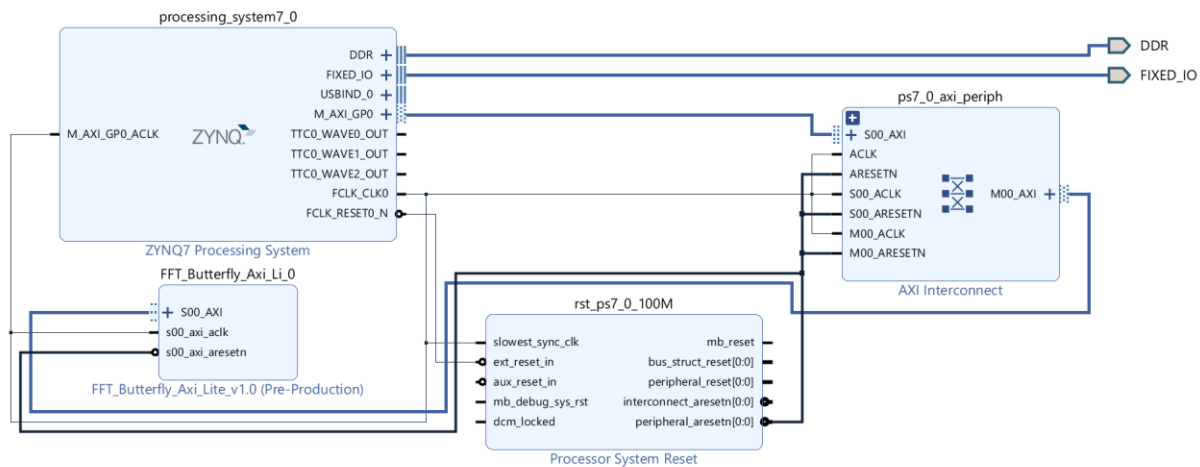 processing_system7_0
DDR
FIXED_IO
USBIND_0
M_AXI_GP0
M_AXI_GP0_ACLK
ZYNQ
TTC0_WAVE0_OUT
TTC0_WAVE1_OUT
TTC0_WAVE2_OUT
FCLK_CLK0
FCLK_RESET0_N
ZYNQ7 Processing System
DDR
FIXED_IO
ps7_0_axi_periph
S00_AXI
ACLK
ARESETN
S00_ACLK
M00_AXI
S00_ARESETN
M00_ACLK
M00_ARESETN
AXI Interconnect
FFT_Butterfly_Axi_Li_0
S00_AXI
s00_axi_aclk
s00_axi_aresetn
FFT_Butterfly_Axi_Lite_v1.0 (Pre-Production)
rst_ps7_0_100M
slowest_sync_clk
mb_reset
ext_reset_in
bus_struct_reset[0:0]
aux_reset_in
peripheral_reset[0:0]
mb_debug_sys_rst
interconnect_aresetn[0:0]
dcm_locked
peripheral_aresetn[0:0]
Processor System Reset